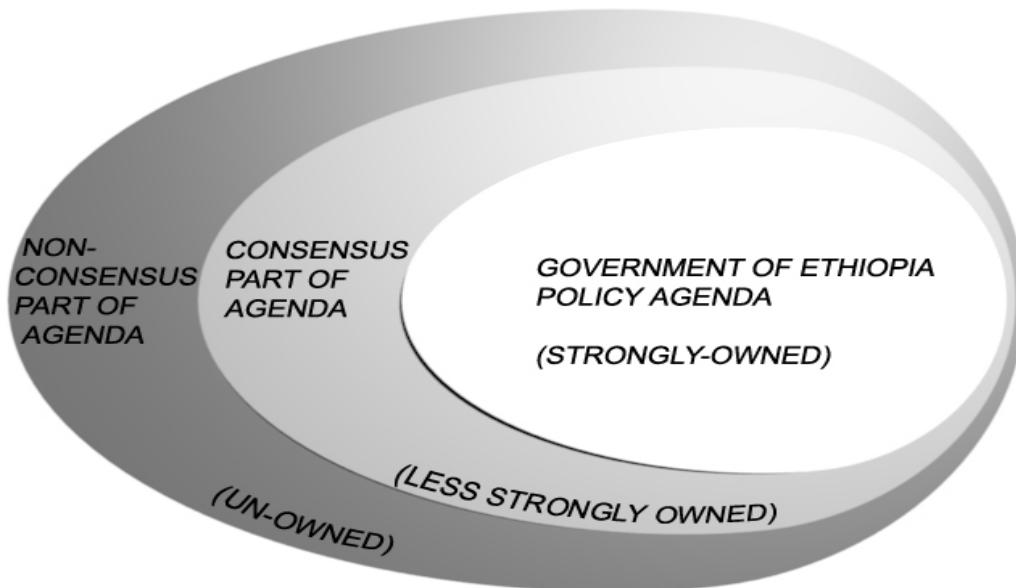 NON-
CONSENSUS
PART OF
AGENDA
(UN-OWNED)
CONSENSUS
PART OF
AGENDA
(LESS STRONGLY OWNED)
GOVERNMENT OF ETHIOPIA
POLICY AGENDA
(STRONGLY-OWNED)